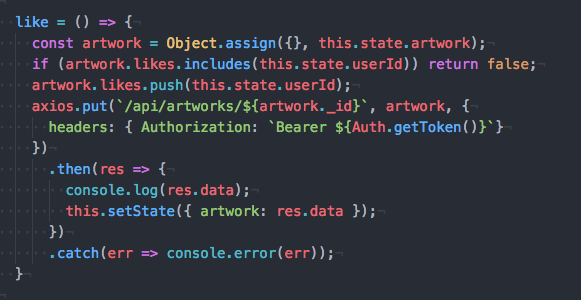 like = () => {
const artwork = Object.assign({}, this.state.artwork);
if (artwork.likes.includes(this.state.userId)) return false;
artwork.likes.push(this.state.userId);
axios.put(`/api/artworks/${artwork._id}`, artwork, {
headers: { Authorization: `Bearer ${Auth.getToken()}`}
})
.then(res => {
console.log(res.data);
this.setState({ artwork: res.data });
})
.catch(err => console.error(err));
}